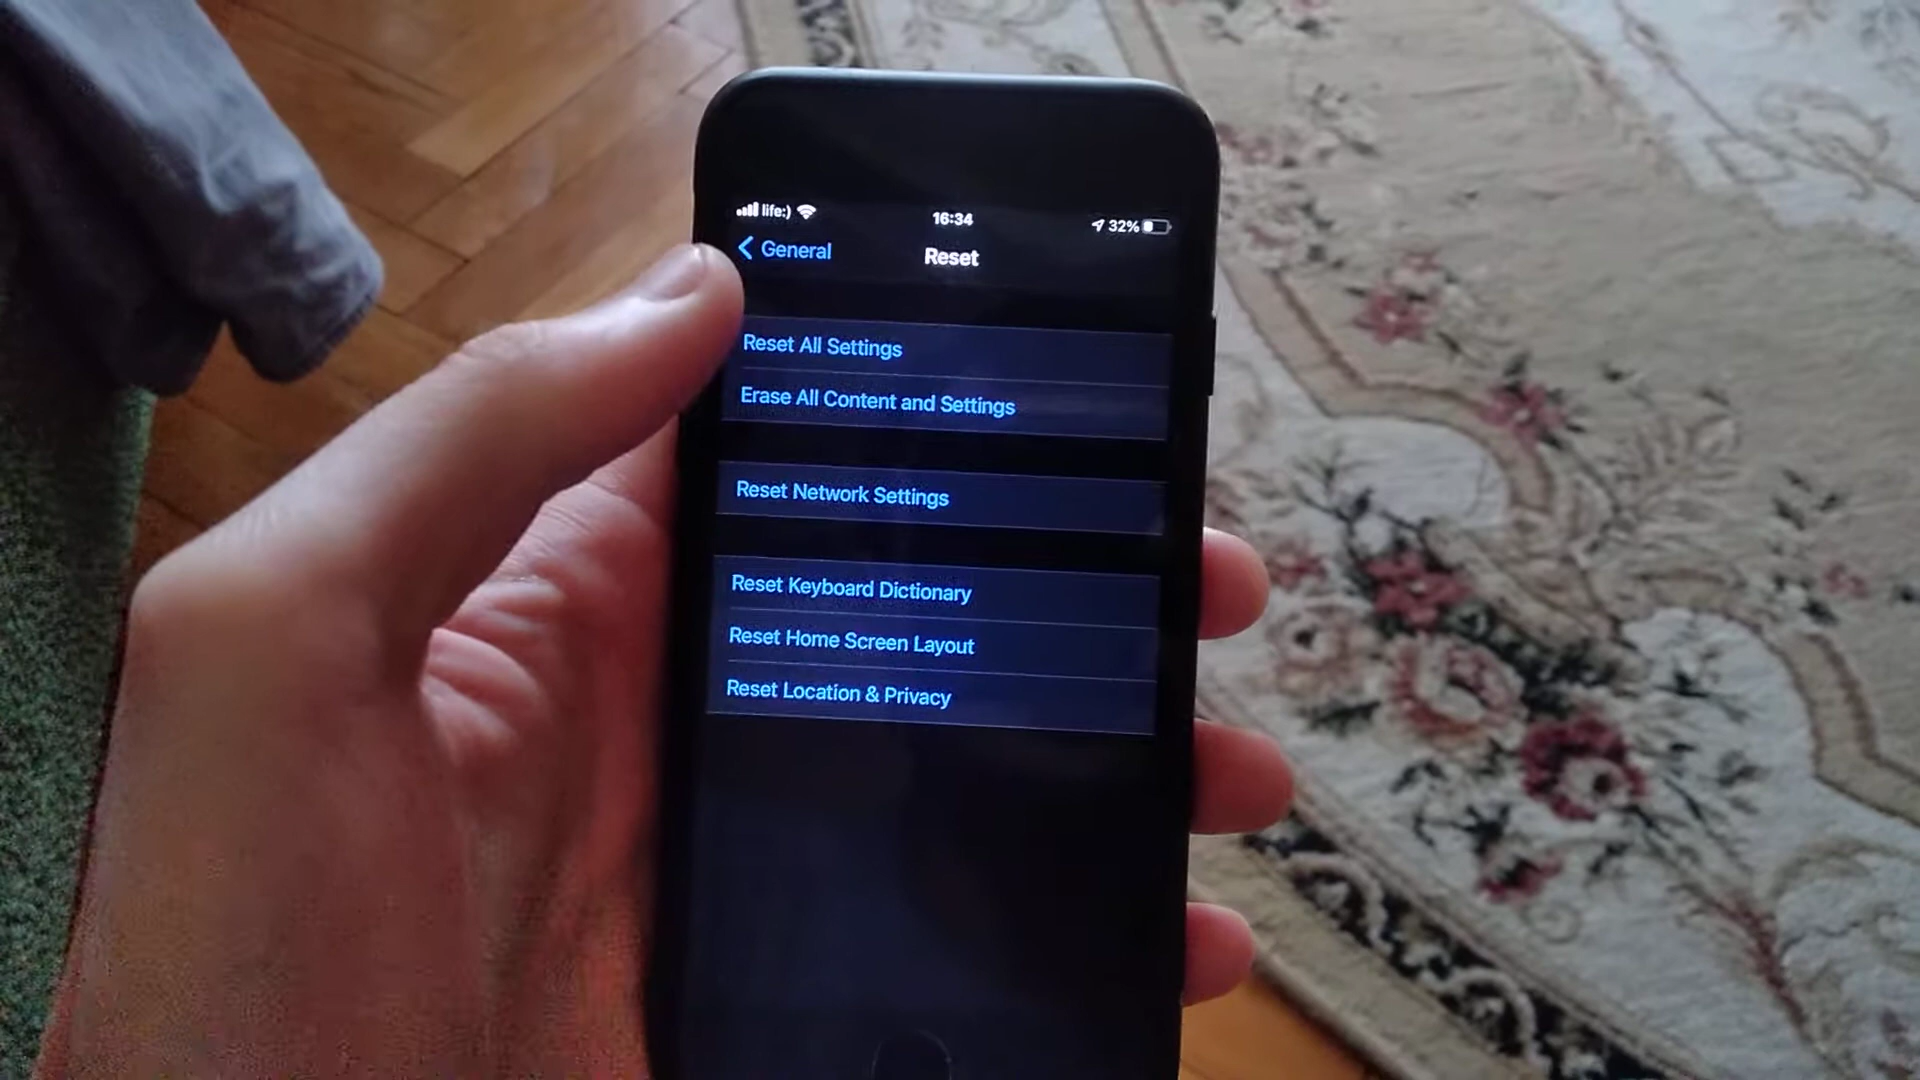 life:) 16:34 32%
General Reset
Reset All Settings
Erase All Content and Settings
Reset Network Settings
Reset Keyboard Dictionary
Reset Home Screen Layout
Reset Location & Privacy